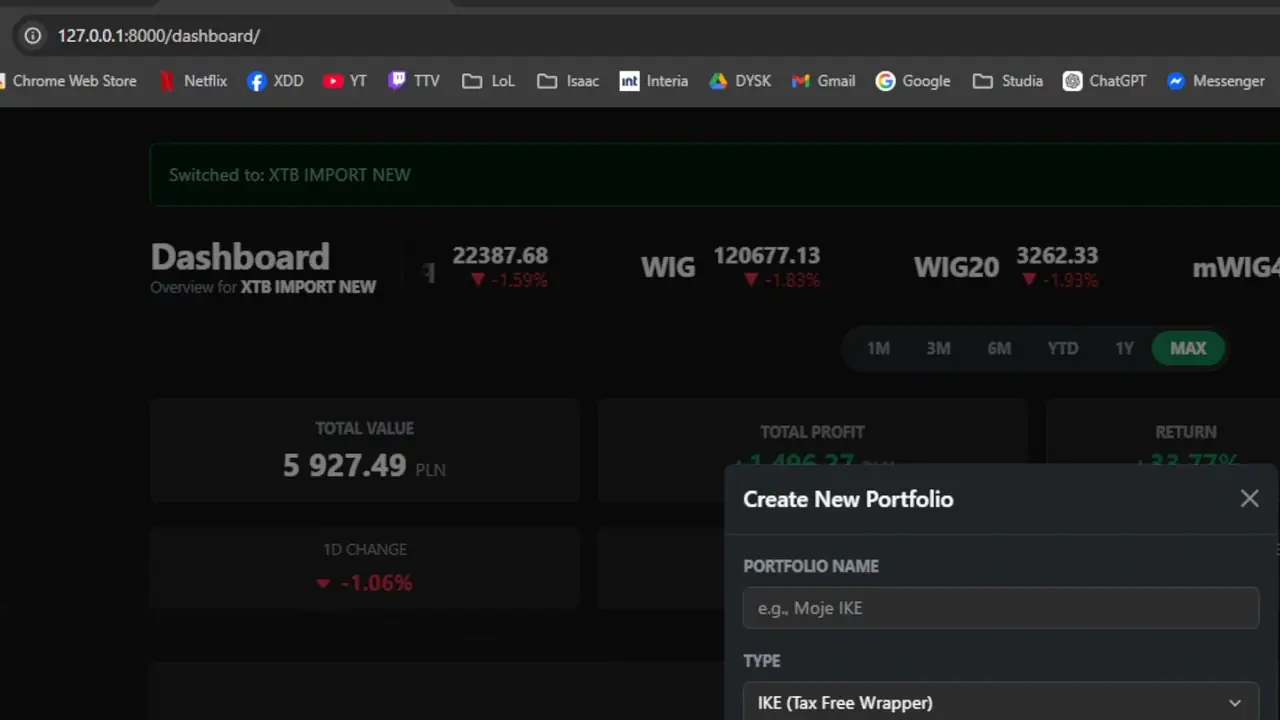 127.0.0.1:8000/dashboard/
Chrome Web Store Netflix XDD YT TTV LoL Isaac int Interia DYSK Gmail Google Studia ChatGPT Messenger
Switched to: XTB IMPORT NEW
Dashboard
Overview for XTB IMPORT NEW
22387.68
▼ -1.59%
WIG
120677.13
▼ -1.83%
WIG20
3262.33
▼ -1.93%
1M 3M 6M YTD 1Y MAX
TOTAL VALUE
5 927.49 PLN
TOTAL PROFIT
RETURN
1D CHANGE
▼ -1.06%
Create New Portfolio
PORTFOLIO NAME
e.g., Moje IKE
TYPE
IKE (Tax Free Wrapper)